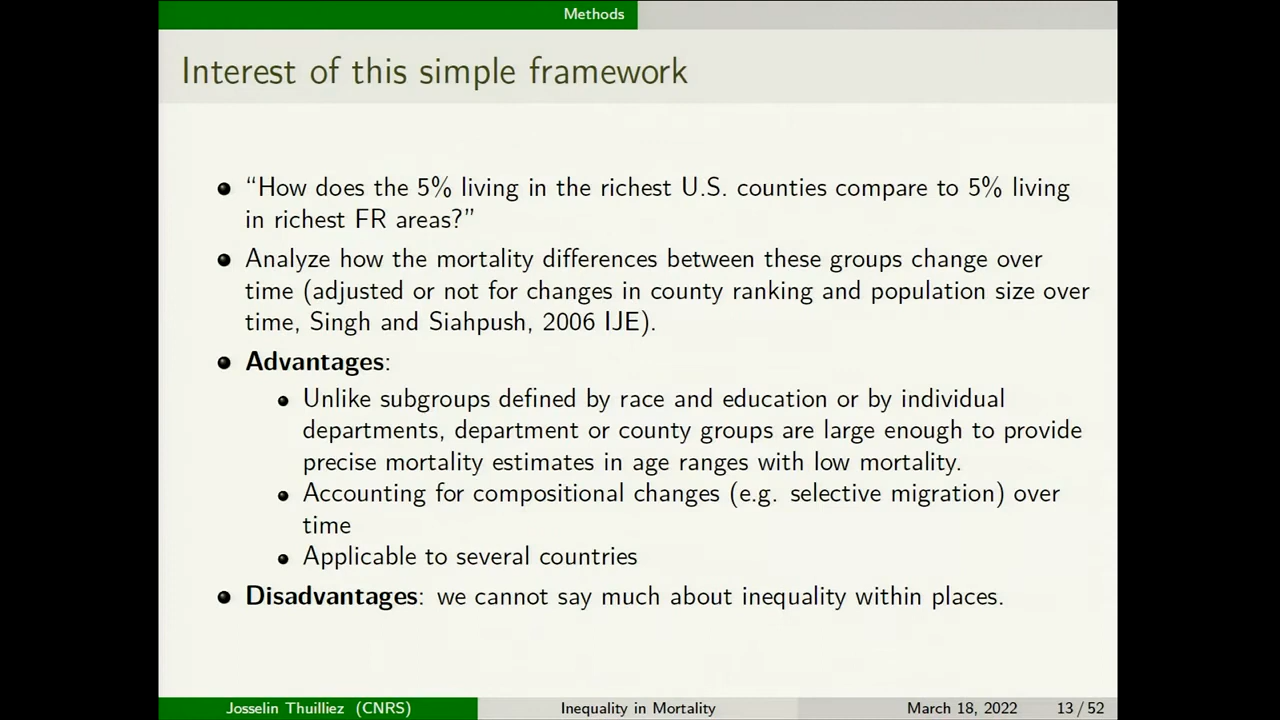 Methods
Interest of this simple framework
“How does the 5% living in the richest U.S. counties compare to 5% living
in richest FR areas?”
Analyze how the mortality differences between these groups change over
time (adjusted or not for changes in county ranking and population size over
time, Singh and Siahpush, 2006 IJE).
Advantages:
Unlike subgroups defined by race and education or by individual
departments, department or county groups are large enough to provide
precise mortality estimates in age ranges with low mortality.
Accounting for compositional changes (e.g. selective migration) over
time
Applicable to several countries
Disadvantages: we cannot say much about inequality within places.
Josselin Thuilliez (CNRS) Inequality in Mortality March 18, 2022 13 / 52